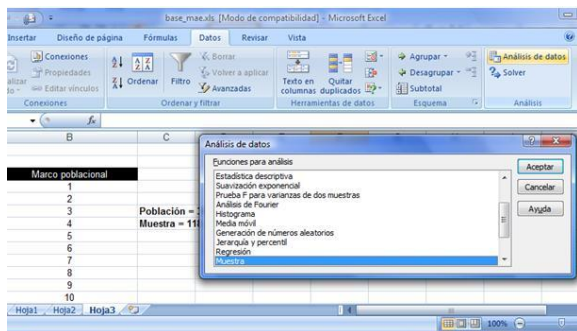 base_mae.xls [Modo de compatibilidad] - Microsoft Excel
Insertar Diseño de página Fórmulas Datos Revisar Vista
Conexiones
Propiedades
Editar vínculos
Conexiones
Ordenar
Filtro
Borrar
Volver a aplicar
Avanzadas
Ordenar y filtrar
Texto en columnas
Quitar duplicados
Herramientas de datos
Agrupar
Desagrupar
Subtotal
Esquema
Análisis de datos
Solver
Análisis
fx
B C
Marco poblacional
1
2
3 Población = 3
4 Muestra = 118
5
6
7
8
9
10
Análisis de datos
Funciones para análisis
Estadística descriptiva
Suavización exponencial
Prueba F para varianzas de dos muestras
Análisis de Fourier
Histograma
Media móvil
Generación de números aleatorios
Jerarquía y percentil
Regresión
Muestra
Aceptar
Cancelar
Ayuda
Hoja1 Hoja2 Hoja3
100%